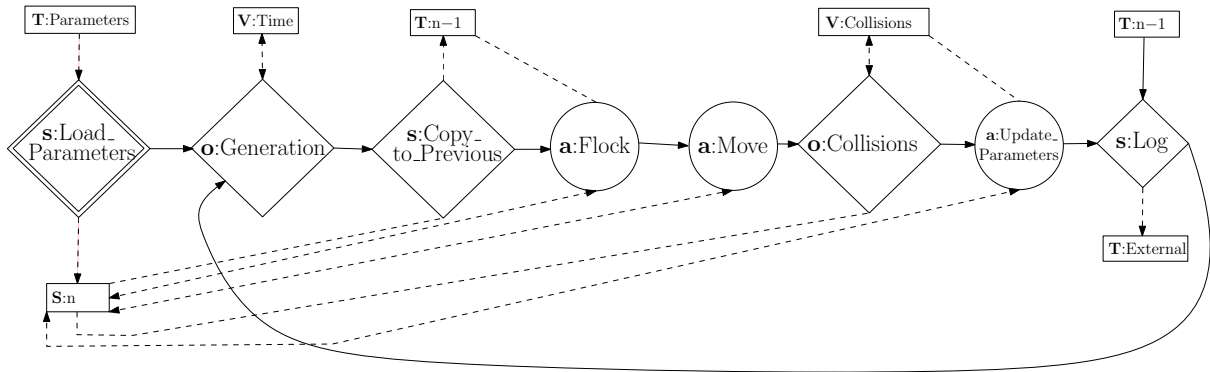 T:Parameters
V:Time
T:n−1
V:Collisions
T:n−1
s:Load_
Parameters
o:Generation
s:Copy_
to_Previous
a:Flock
a:Move
o:Collisions
a:Update_
Parameters
s:Log
T:External
S:n